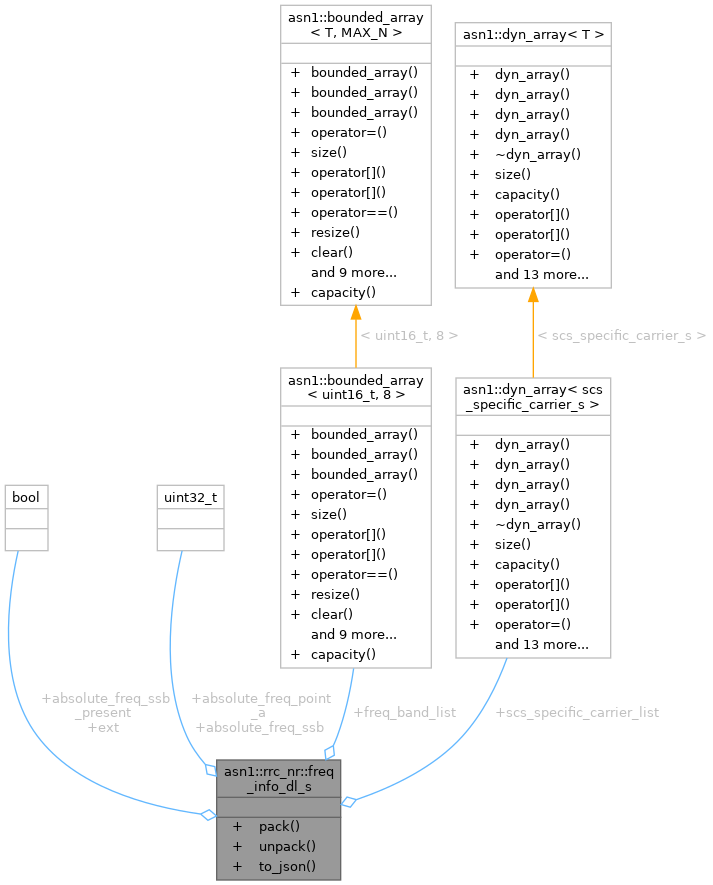 asn1::bounded_array
< T, MAX_N >
+ bounded_array()
+ bounded_array()
+ bounded_array()
+ operator=()
+ size()
+ operator[]()
+ operator[]()
+ operator==()
+ resize()
+ clear()
and 9 more...
+ capacity()
asn1::dyn_array< T >
+ dyn_array()
+ dyn_array()
+ dyn_array()
+ dyn_array()
+ ~dyn_array()
+ size()
+ capacity()
+ operator[]()
+ operator[]()
+ operator=()
and 13 more...
< uint16_t, 8 >
< scs_specific_carrier_s >
asn1::bounded_array
< uint16_t, 8 >
+ bounded_array()
+ bounded_array()
+ bounded_array()
+ operator=()
+ size()
+ operator[]()
+ operator[]()
+ operator==()
+ resize()
+ clear()
and 9 more...
+ capacity()
asn1::dyn_array< scs
_specific_carrier_s >
+ dyn_array()
+ dyn_array()
+ dyn_array()
+ dyn_array()
+ ~dyn_array()
+ size()
+ capacity()
+ operator[]()
+ operator[]()
+ operator=()
and 13 more...
bool
uint32_t
+absolute_freq_ssb
_present
+ext
+absolute_freq_point
_a
+absolute_freq_ssb
+freq_band_list
+scs_specific_carrier_list
asn1::rrc_nr::freq
_info_dl_s
+ pack()
+ unpack()
+ to_json()